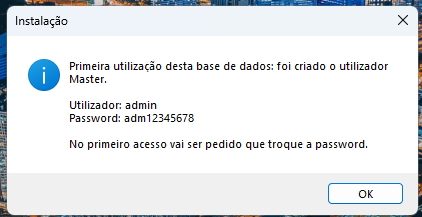 Instalação
Primeira utilização desta base de dados: foi criado o utilizador
Master.
Utilizador: admin
Password: adm12345678
No primeiro acesso vai ser pedido que troque a password.
OK